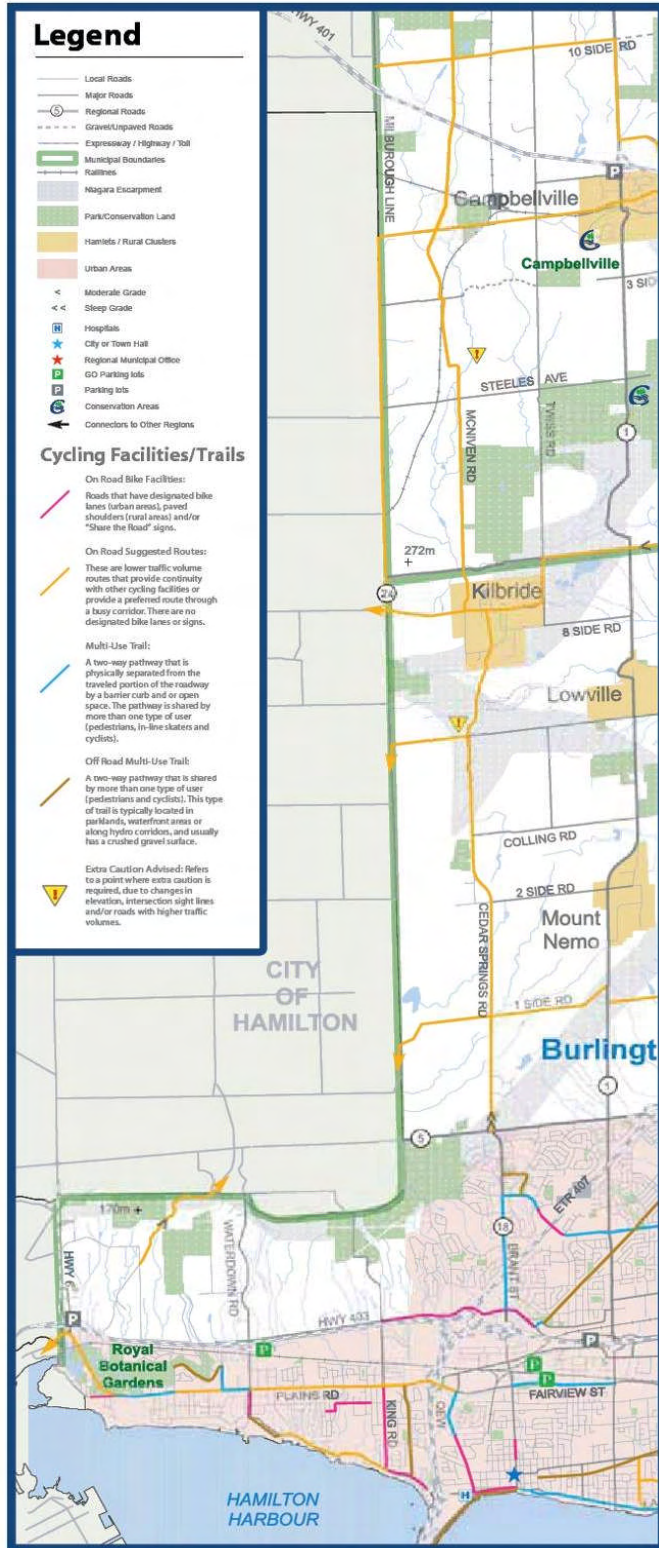 Legend
Local Roads
Major Roads
5
Regional Roads
Gravel/Unpaved Roads
Expressway / Highway / Toll
Municipal Boundaries
Raillines
Niagara Escarpment
Park/Conservation Land
Hamlets / Rural Clusters
Urban Areas
< Moderate Grade
<< Steep Grade
H Hospitals
City or Town Hall
Regional Municipal Office
P GO Parking lots
P Parking lots
Conservation Areas
Connectors to Other Regions
Cycling Facilities/Trails
On Road Bike Facilities:
Roads that have designated bike
lanes (urban areas), paved
shoulders (rural areas) and/or
"Share the Road" signs.
On Road Suggested Routes:
These are lower traffic volume
routes that provide continuity
with other cycling facilities or
provide a preferred route through
a busy corridor. There are no
designated bike lanes or signs.
Multi-Use Trail:
A two-way pathway that is
physically separated from the
traveled portion of the roadway
by a barrier curb and or open
space. The pathway is shared by
more than one type of user
(pedestrians, in-line skaters and
cyclists).
Off Road Multi-Use Trail:
A two-way pathway that is shared
by more than one type of user
(pedestrians and cyclists). This type
of trail is typically located in
parklands, waterfront areas or
along hydro corridors, and usually
has a crushed gravel surface.
!
Extra Caution Advised: Refers
to a point where extra caution is
required, due to changes in
elevation, intersection sight lines
and/or roads with higher traffic
volumes.
HWY 401
10 SIDE RD
MILBUROUGH LINE
P
Campbellville
Campbellville
3 SID
!
STEELES AVE
MCNIVEN RD
TWISS RD
1
272m
+
24
Kilbride
8 SIDE RD
Lowville
!
COLLING RD
2 SIDE RD
Mount
Nemo
CEDAR SPRINGS RD
CITY
OF
HAMILTON
1 SIDE RD
Burlingt
1
5
170m +
ETR 407
18
BRANT ST
WATERDOWN RD
HWY 6
HWY 403
P
P
P
Royal
Botanical
Gardens
P
P
PLAINS RD
FAIRVIEW ST
KING RD
QEW
H
HAMILTON
HARBOUR